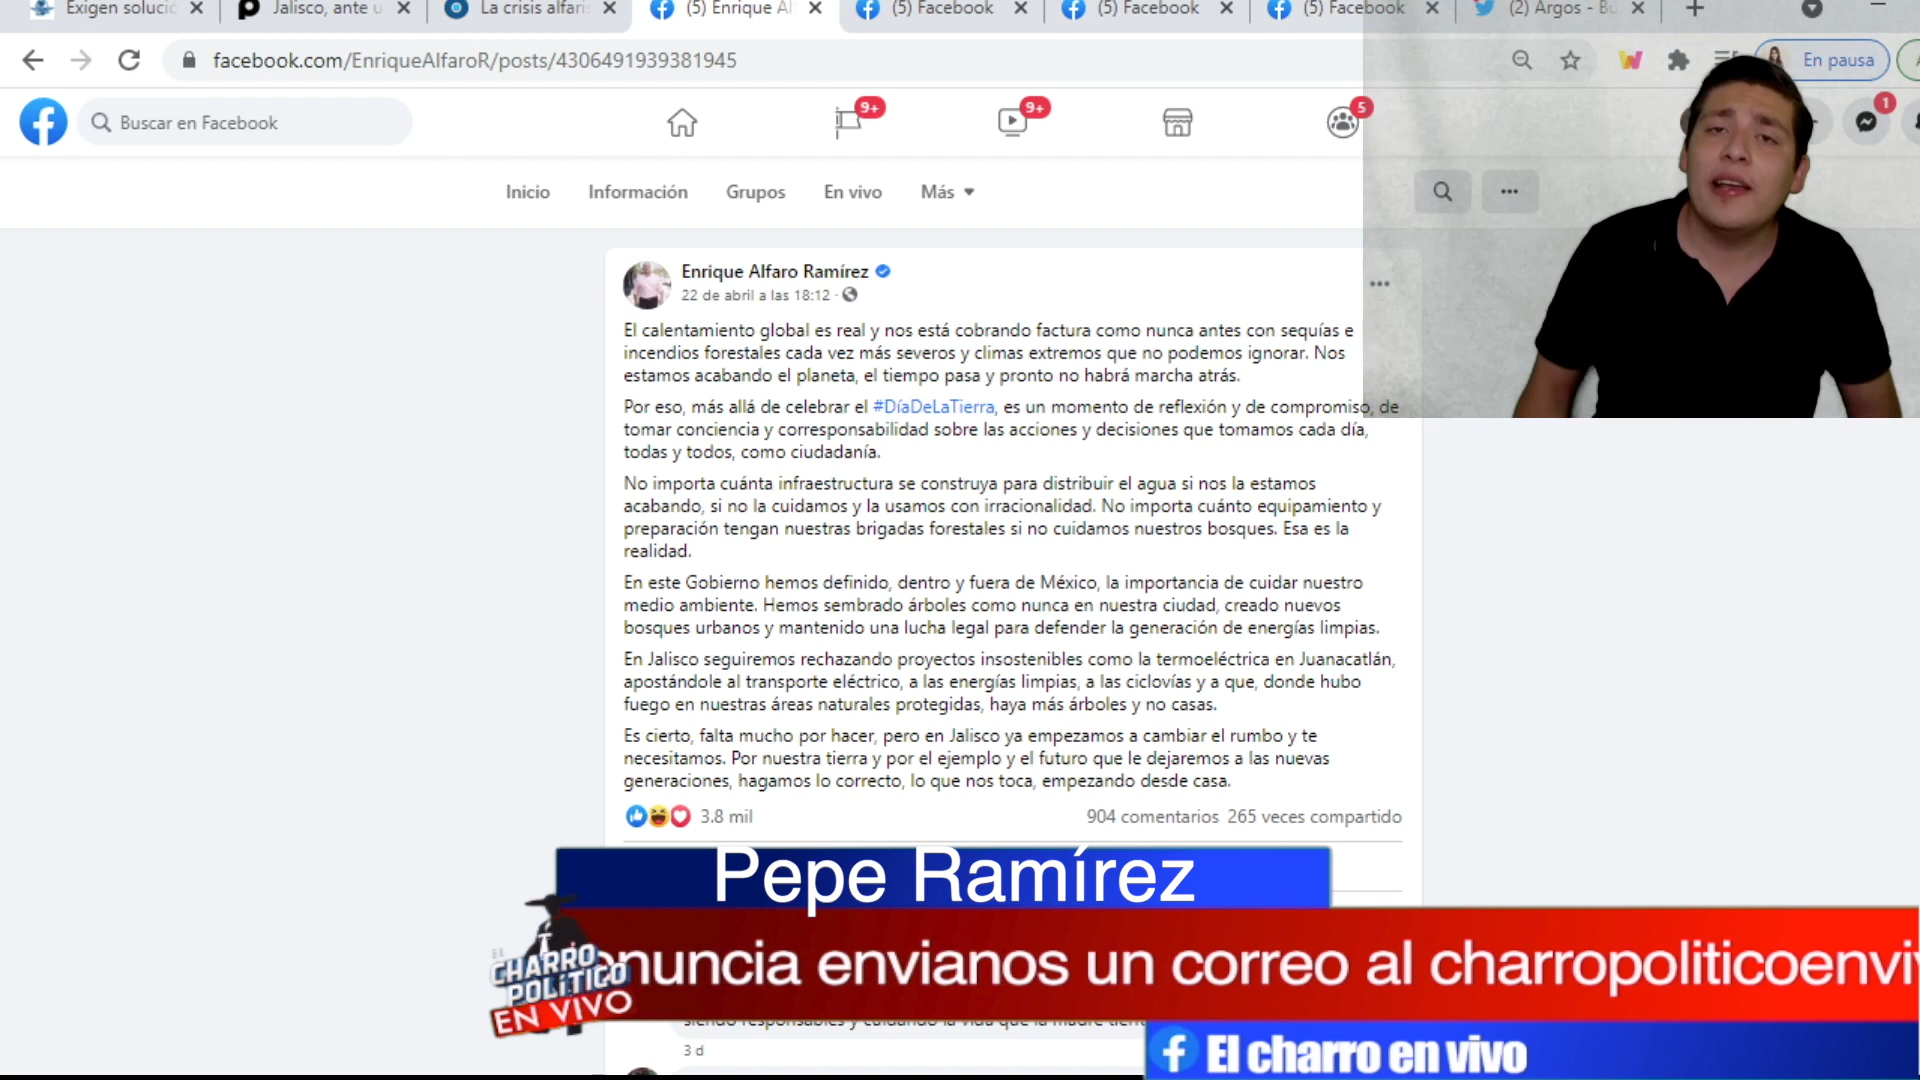 Exigen soluci
Jalisco, ante u
La crisis alfaris
(5) Enrique Al
(5) Facebook
(5) Facebook
(5) Facebook
(2) Argos - Bú
facebook.com/EnriqueAlfaroR/posts/4306491939381945
En pausa
Buscar en Facebook
9+
9+
5
1
Inicio
Información
Grupos
En vivo
Más
Enrique Alfaro Ramírez
22 de abril a las 18:12 ·
El calentamiento global es real y nos está cobrando factura como nunca antes con sequías e
incendios forestales cada vez más severos y climas extremos que no podemos ignorar. Nos
estamos acabando el planeta, el tiempo pasa y pronto no habrá marcha atrás.
Por eso, más allá de celebrar el #DíaDeLaTierra, es un momento de reflexión y de compromiso, de
tomar conciencia y corresponsabilidad sobre las acciones y decisiones que tomamos cada día,
todas y todos, como ciudadanía.
No importa cuánta infraestructura se construya para distribuir el agua si nos la estamos
acabando, si no la cuidamos y la usamos con irracionalidad. No importa cuánto equipamiento y
preparación tengan nuestras brigadas forestales si no cuidamos nuestros bosques. Esa es la
realidad.
En este Gobierno hemos definido, dentro y fuera de México, la importancia de cuidar nuestro
medio ambiente. Hemos sembrado árboles como nunca en nuestra ciudad, creado nuevos
bosques urbanos y mantenido una lucha legal para defender la generación de energías limpias.
En Jalisco seguiremos rechazando proyectos insostenibles como la termoeléctrica en Juanacatlán,
apostándole al transporte eléctrico, a las energías limpias, a las ciclovías y a que, donde hubo
fuego en nuestras áreas naturales protegidas, haya más árboles y no casas.
Es cierto, falta mucho por hacer, pero en Jalisco ya empezamos a cambiar el rumbo y te
necesitamos. Por nuestra tierra y por el ejemplo y el futuro que le dejaremos a las nuevas
generaciones, hagamos lo correcto, lo que nos toca, empezando desde casa.
3.8 mil
904 comentarios 265 veces compartido
Pepe Ramírez
EL
CHARRO
POLÍTICO
EN VIVO
onuncia envianos un correo al charropoliticoenviv
3 d
El charro en vivo